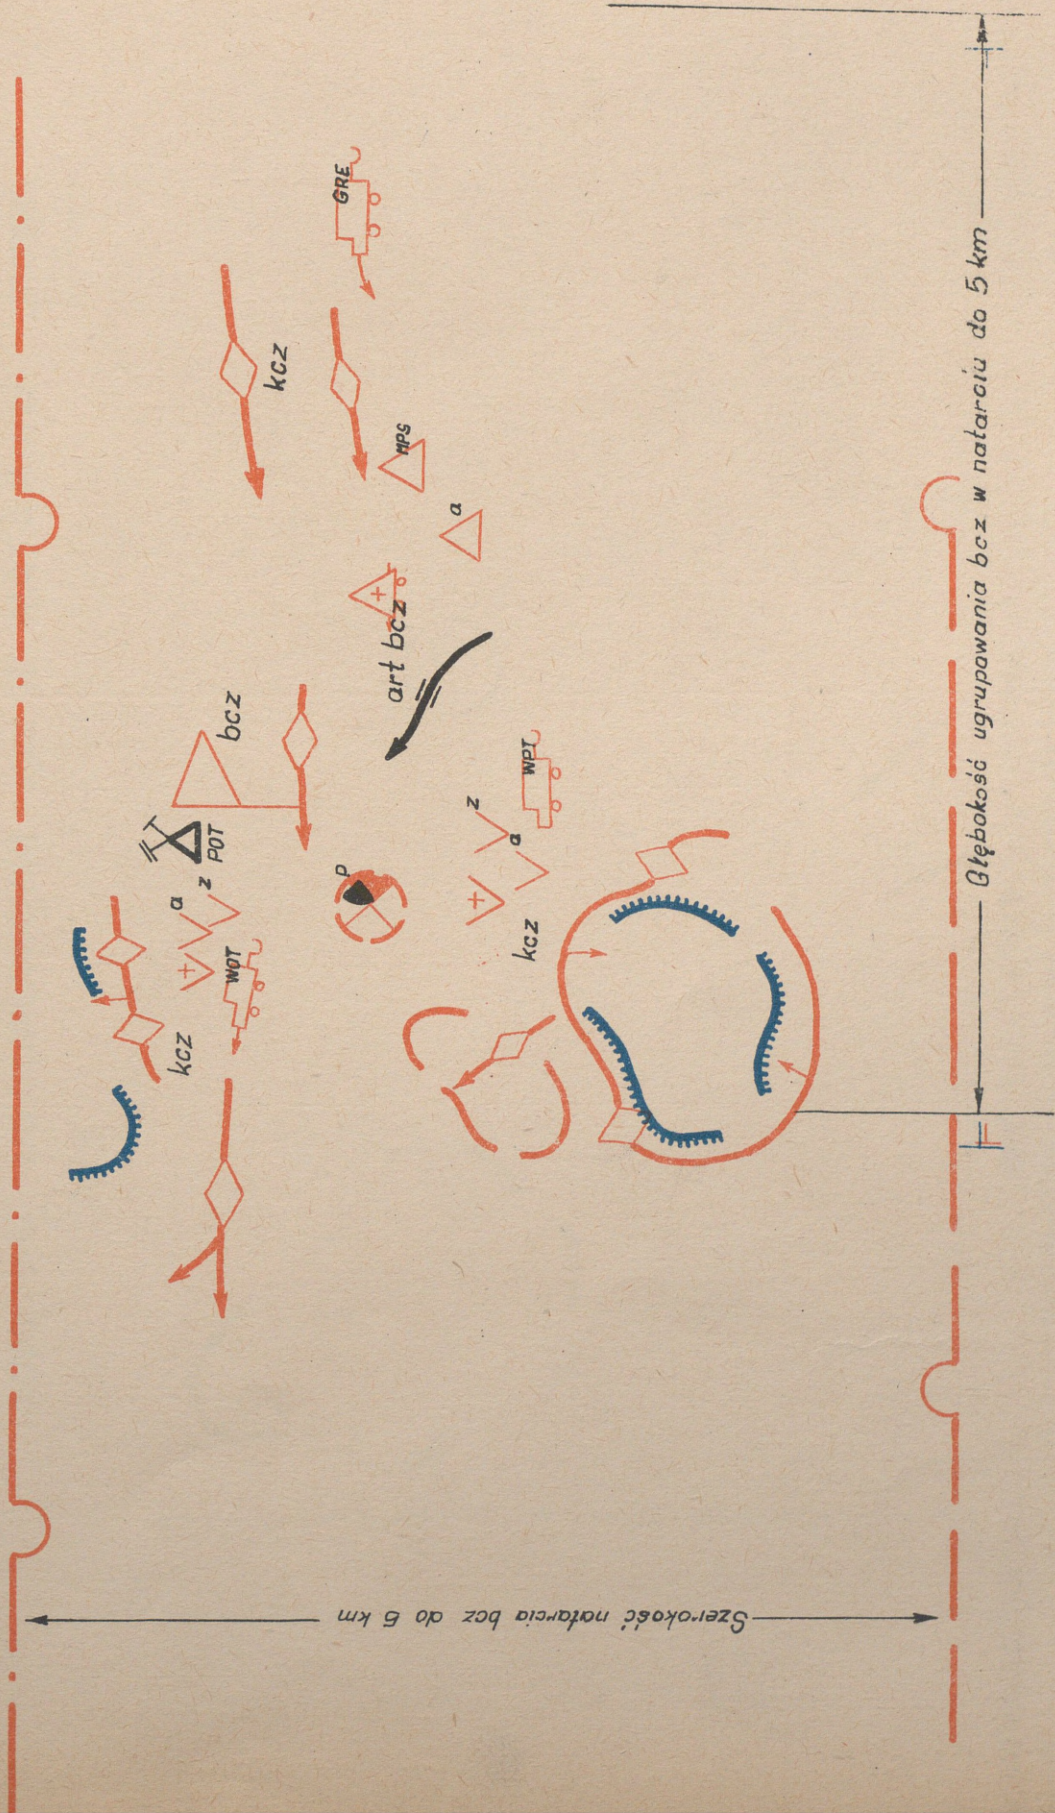 GRE
kcz
MPS
a
art bcz
bcz
POT
z
a
WOT
kcz
P
z
a
WPT
kcz
Głębokość ugrupowania bcz w natarciu do 5 km
Szerokość natarcia bcz do 5 km